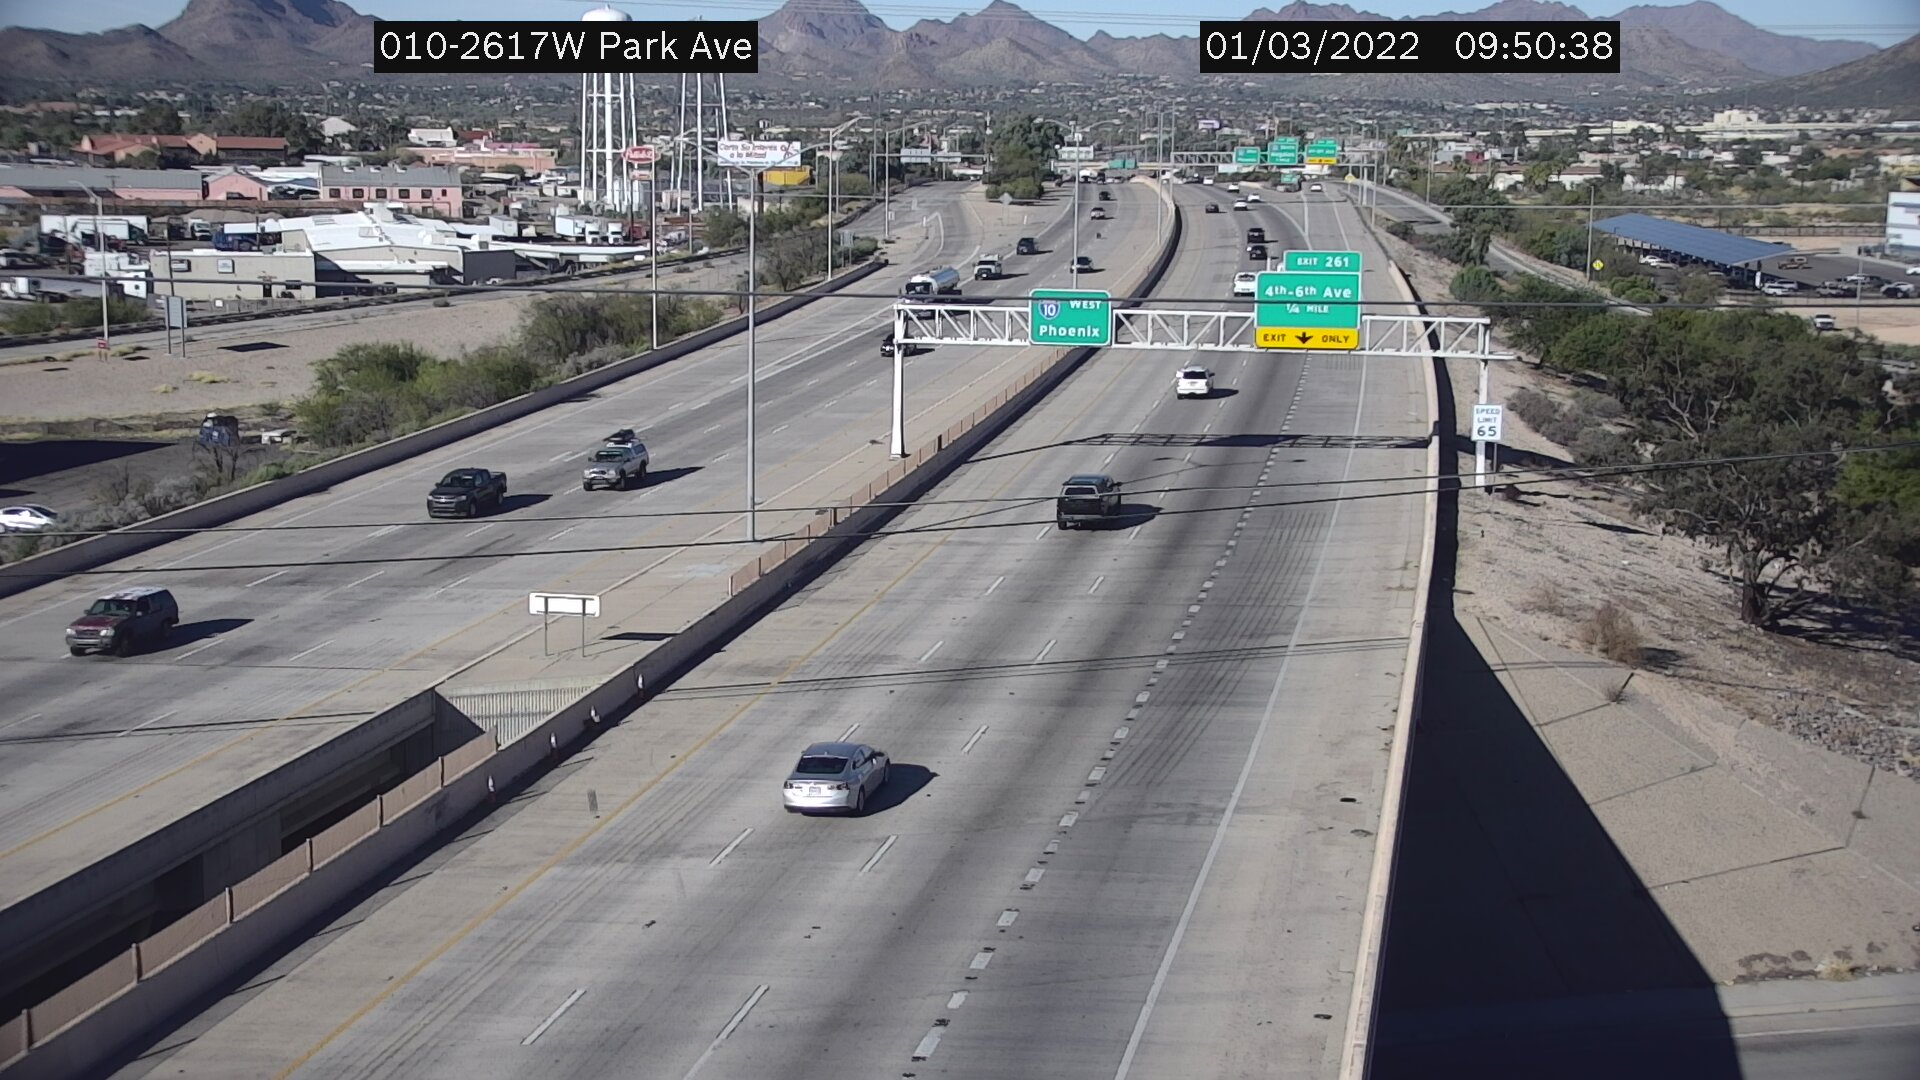 010-2617W Park Ave
01/03/2022 09:50:38
EXIT 261
10 WEST
Phoenix
4th-6th Ave
1/4 MILE
EXIT ONLY
SPEED
LIMIT
65